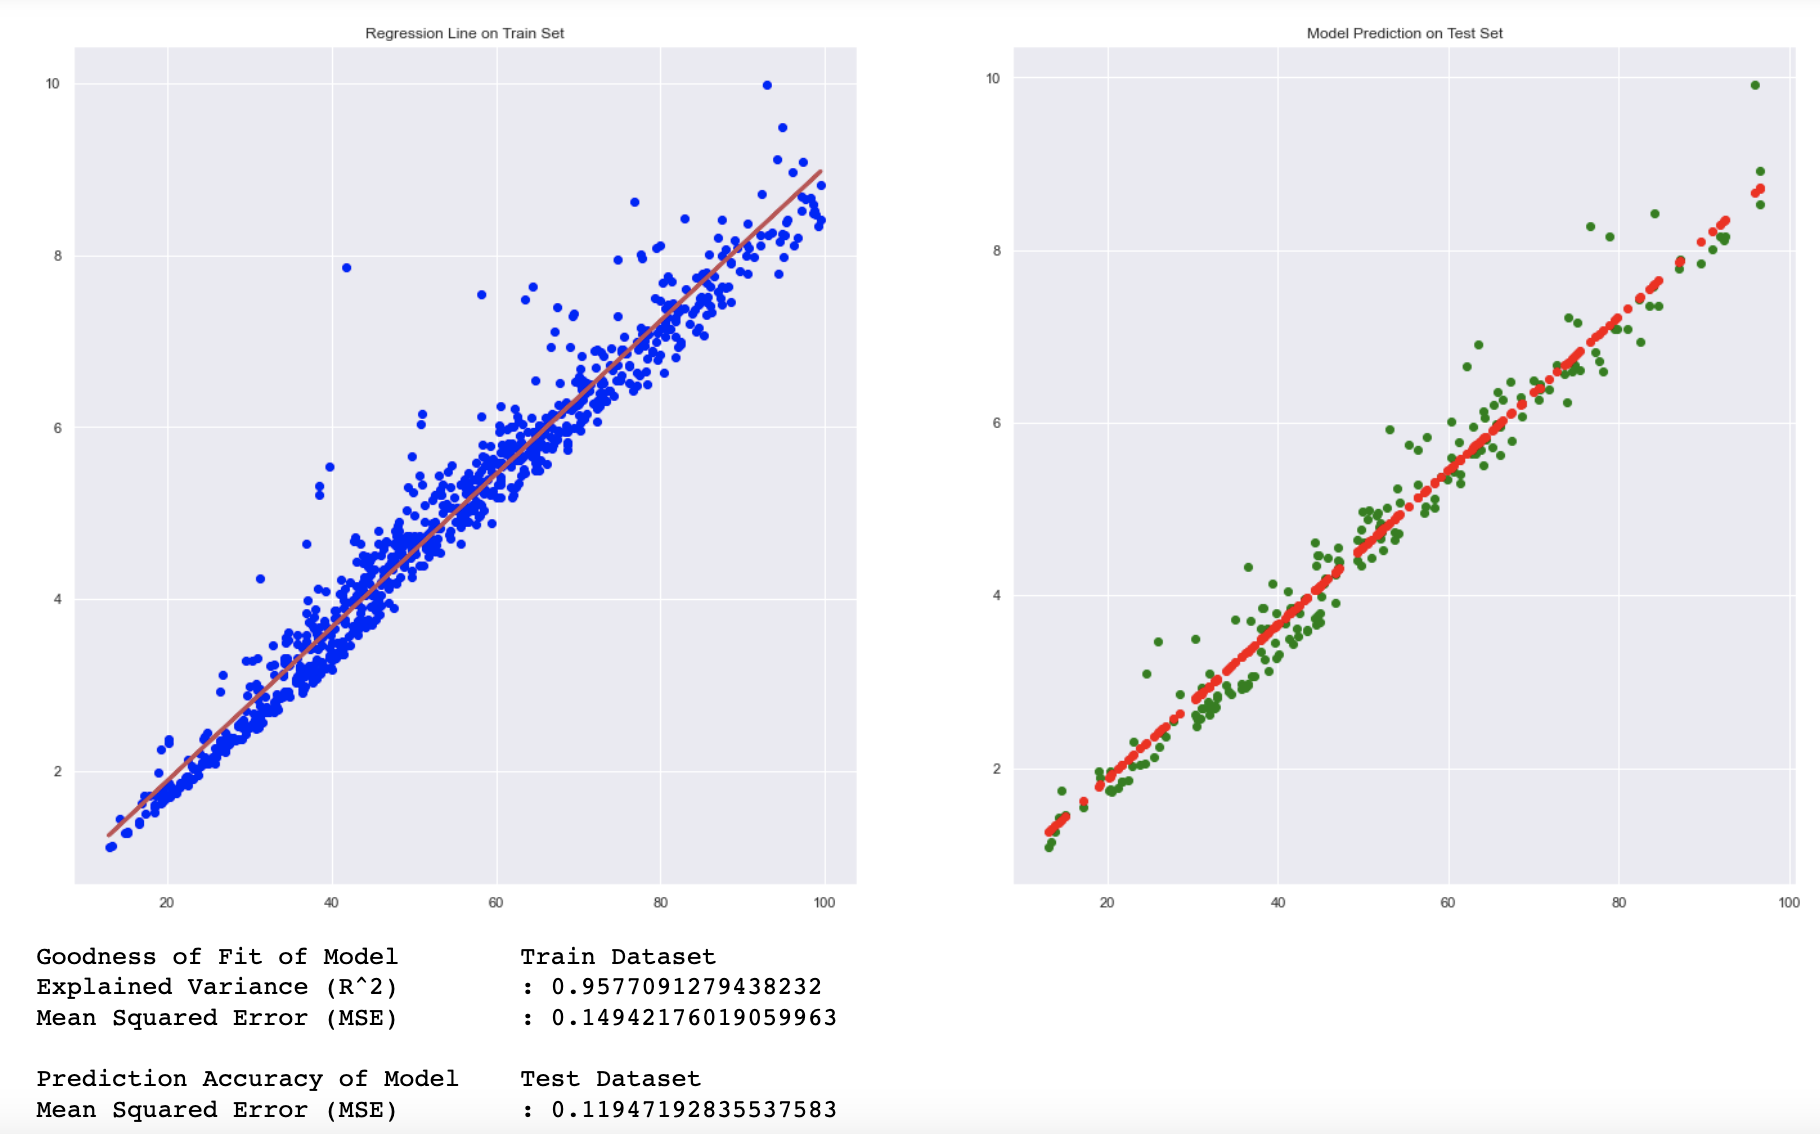 Regression Line on Train Set
10
8
6
4
2
20 40 60 80 100
Model Prediction on Test Set
10
8
6
4
2
20 40 60 80 100
Goodness of Fit of Model Train Dataset
Explained Variance (R^2) : 0.9577091279438232
Mean Squared Error (MSE) : 0.14942176019059963
Prediction Accuracy of Model Test Dataset
Mean Squared Error (MSE) : 0.11947192835537583